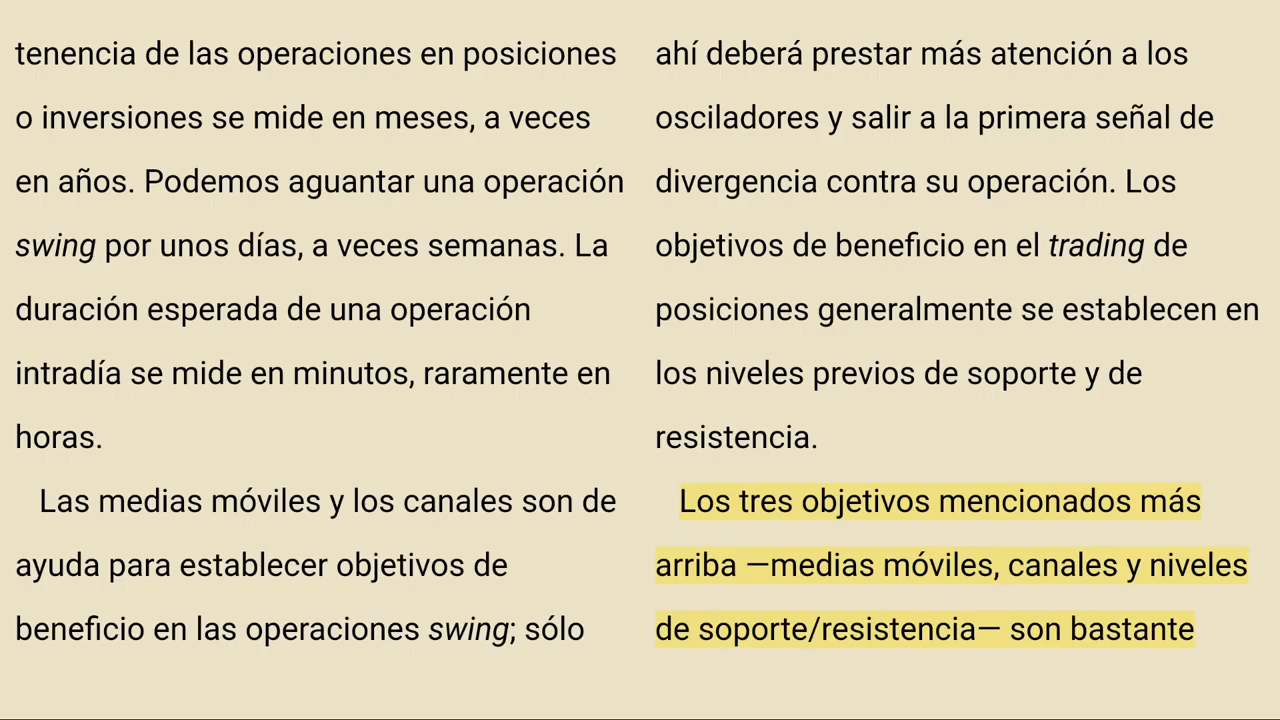 tenencia de las operaciones en posiciones
o inversiones se mide en meses, a veces
en años. Podemos aguantar una operación
swing por unos días, a veces semanas. La
duración esperada de una operación
intradía se mide en minutos, raramente en
horas.
Las medias móviles y los canales son de
ayuda para establecer objetivos de
beneficio en las operaciones swing; sólo
ahí deberá prestar más atención a los
osciladores y salir a la primera señal de
divergencia contra su operación. Los
objetivos de beneficio en el trading de
posiciones generalmente se establecen en
los niveles previos de soporte y de
resistencia.
Los tres objetivos mencionados más
arriba —medias móviles, canales y niveles
de soporte/resistencia— son bastante